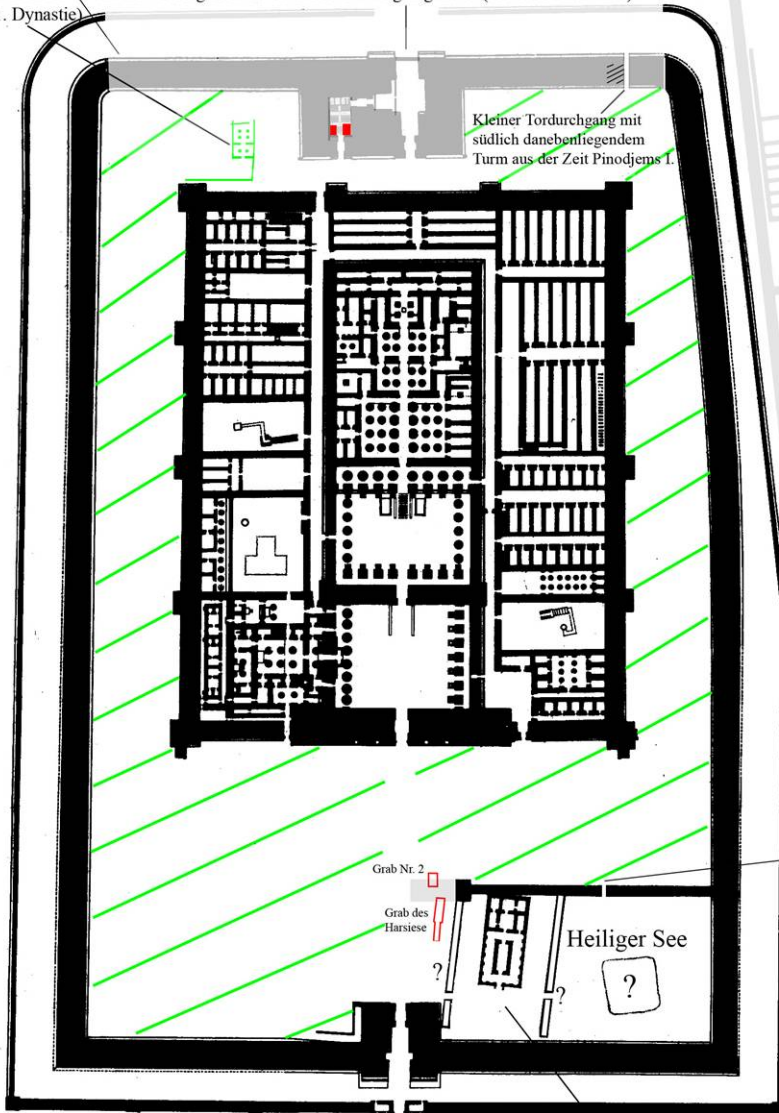 . Dynastie)
Kleiner Tordurchgang mit
südlich danebenliegendem
Turm aus der Zeit Pinodjems I.
Grab Nr. 2
Grab des
Harsiese
?
?
Heiliger See
?